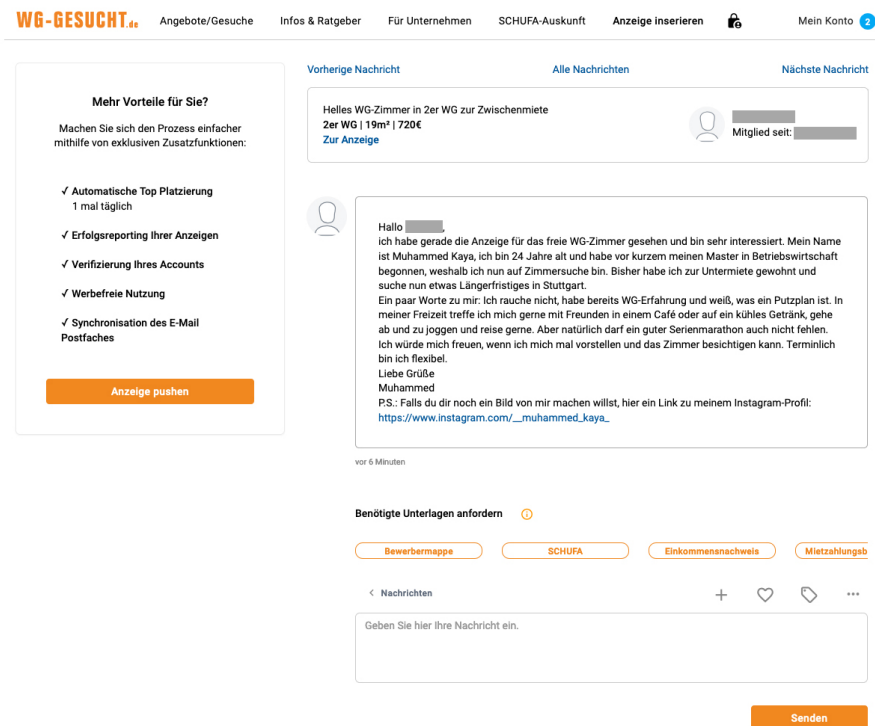 WG-GESUCHT.de Angebote/Gesuche Infos & Ratgeber Für Unternehmen SCHUFA-Auskunft Anzeige inserieren Mein Konto 2
Mehr Vorteile für Sie?
Machen Sie sich den Prozess einfacher
mithilfe von exklusiven Zusatzfunktionen:
✓ Automatische Top Platzierung
1 mal täglich
✓ Erfolgsreporting Ihrer Anzeigen
✓ Verifizierung Ihres Accounts
✓ Werbefreie Nutzung
✓ Synchronisation des E-Mail
Postfaches
Anzeige pushen
Vorherige Nachricht Alle Nachrichten Nächste Nachricht
Helles WG-Zimmer in 2er WG zur Zwischenmiete
2er WG | 19m² | 720€
Zur Anzeige
Mitglied seit:
Hallo ,
ich habe gerade die Anzeige für das freie WG-Zimmer gesehen und bin sehr interessiert. Mein Name
ist Muhammed Kaya, ich bin 24 Jahre alt und habe vor kurzem meinen Master in Betriebswirtschaft
begonnen, weshalb ich nun auf Zimmersuche bin. Bisher habe ich zur Untermiete gewohnt und
suche nun etwas Längerfristiges in Stuttgart.
Ein paar Worte zu mir: Ich rauche nicht, habe bereits WG-Erfahrung und weiß, was ein Putzplan ist. In
meiner Freizeit treffe ich mich gerne mit Freunden in einem Café oder auf ein kühles Getränk, gehe
ab und zu joggen und reise gerne. Aber natürlich darf ein guter Serienmarathon auch nicht fehlen.
Ich würde mich freuen, wenn ich mich mal vorstellen und das Zimmer besichtigen kann. Terminlich
bin ich flexibel.
Liebe Grüße
Muhammed
P.S.: Falls du dir noch ein Bild von mir machen willst, hier ein Link zu meinem Instagram-Profil:
https://www.instagram.com/__muhammed_kaya_
vor 6 Minuten
Benötigte Unterlagen anfordern
Bewerbermappe SCHUFA Einkommensnachweis Mietzahlungsb
< Nachrichten
Geben Sie hier Ihre Nachricht ein.
Senden